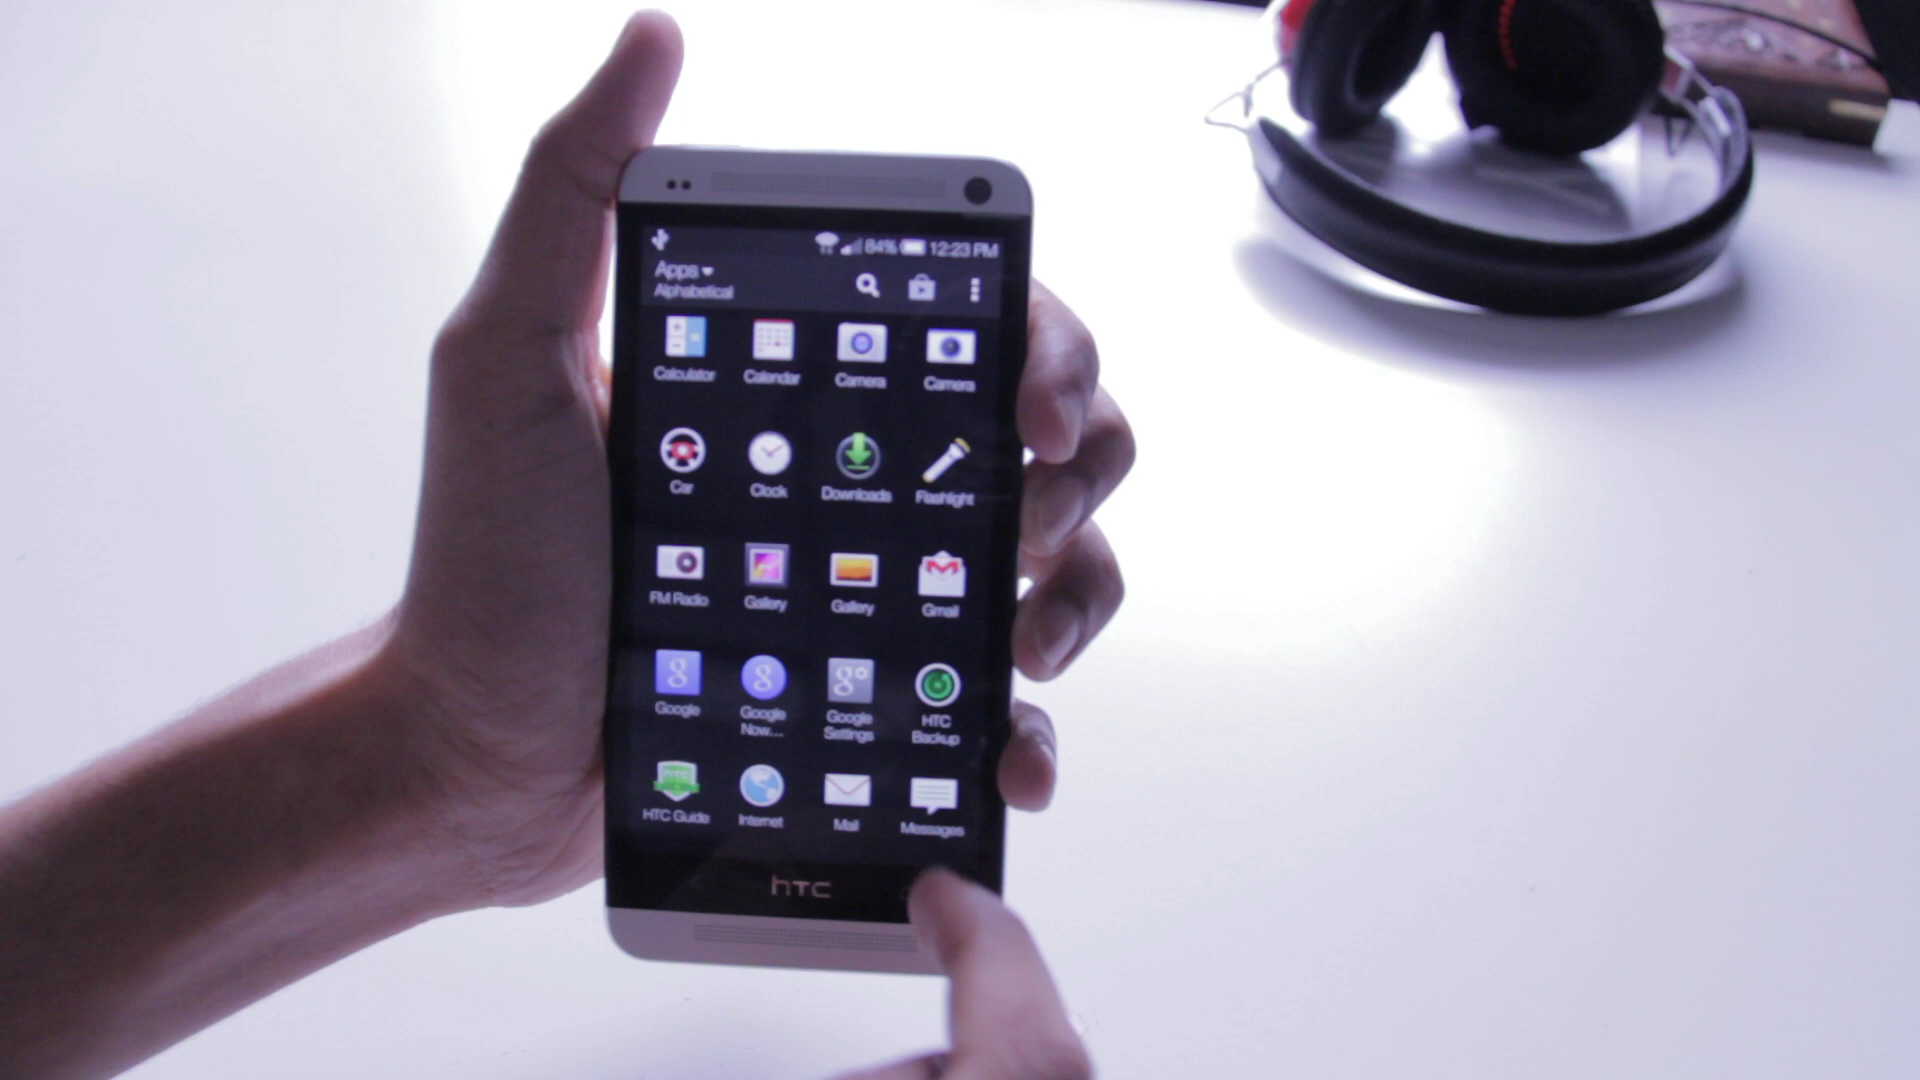 84% 12:23 PM
Apps
Alphabetical
Calculator Calendar Camera Camera
Car Clock Downloads Flashlight
FM Radio Gallery Gallery Gmail
Google Google Now... Google Settings HTC Backup
HTC Guide Internet Mail Messages
hTC